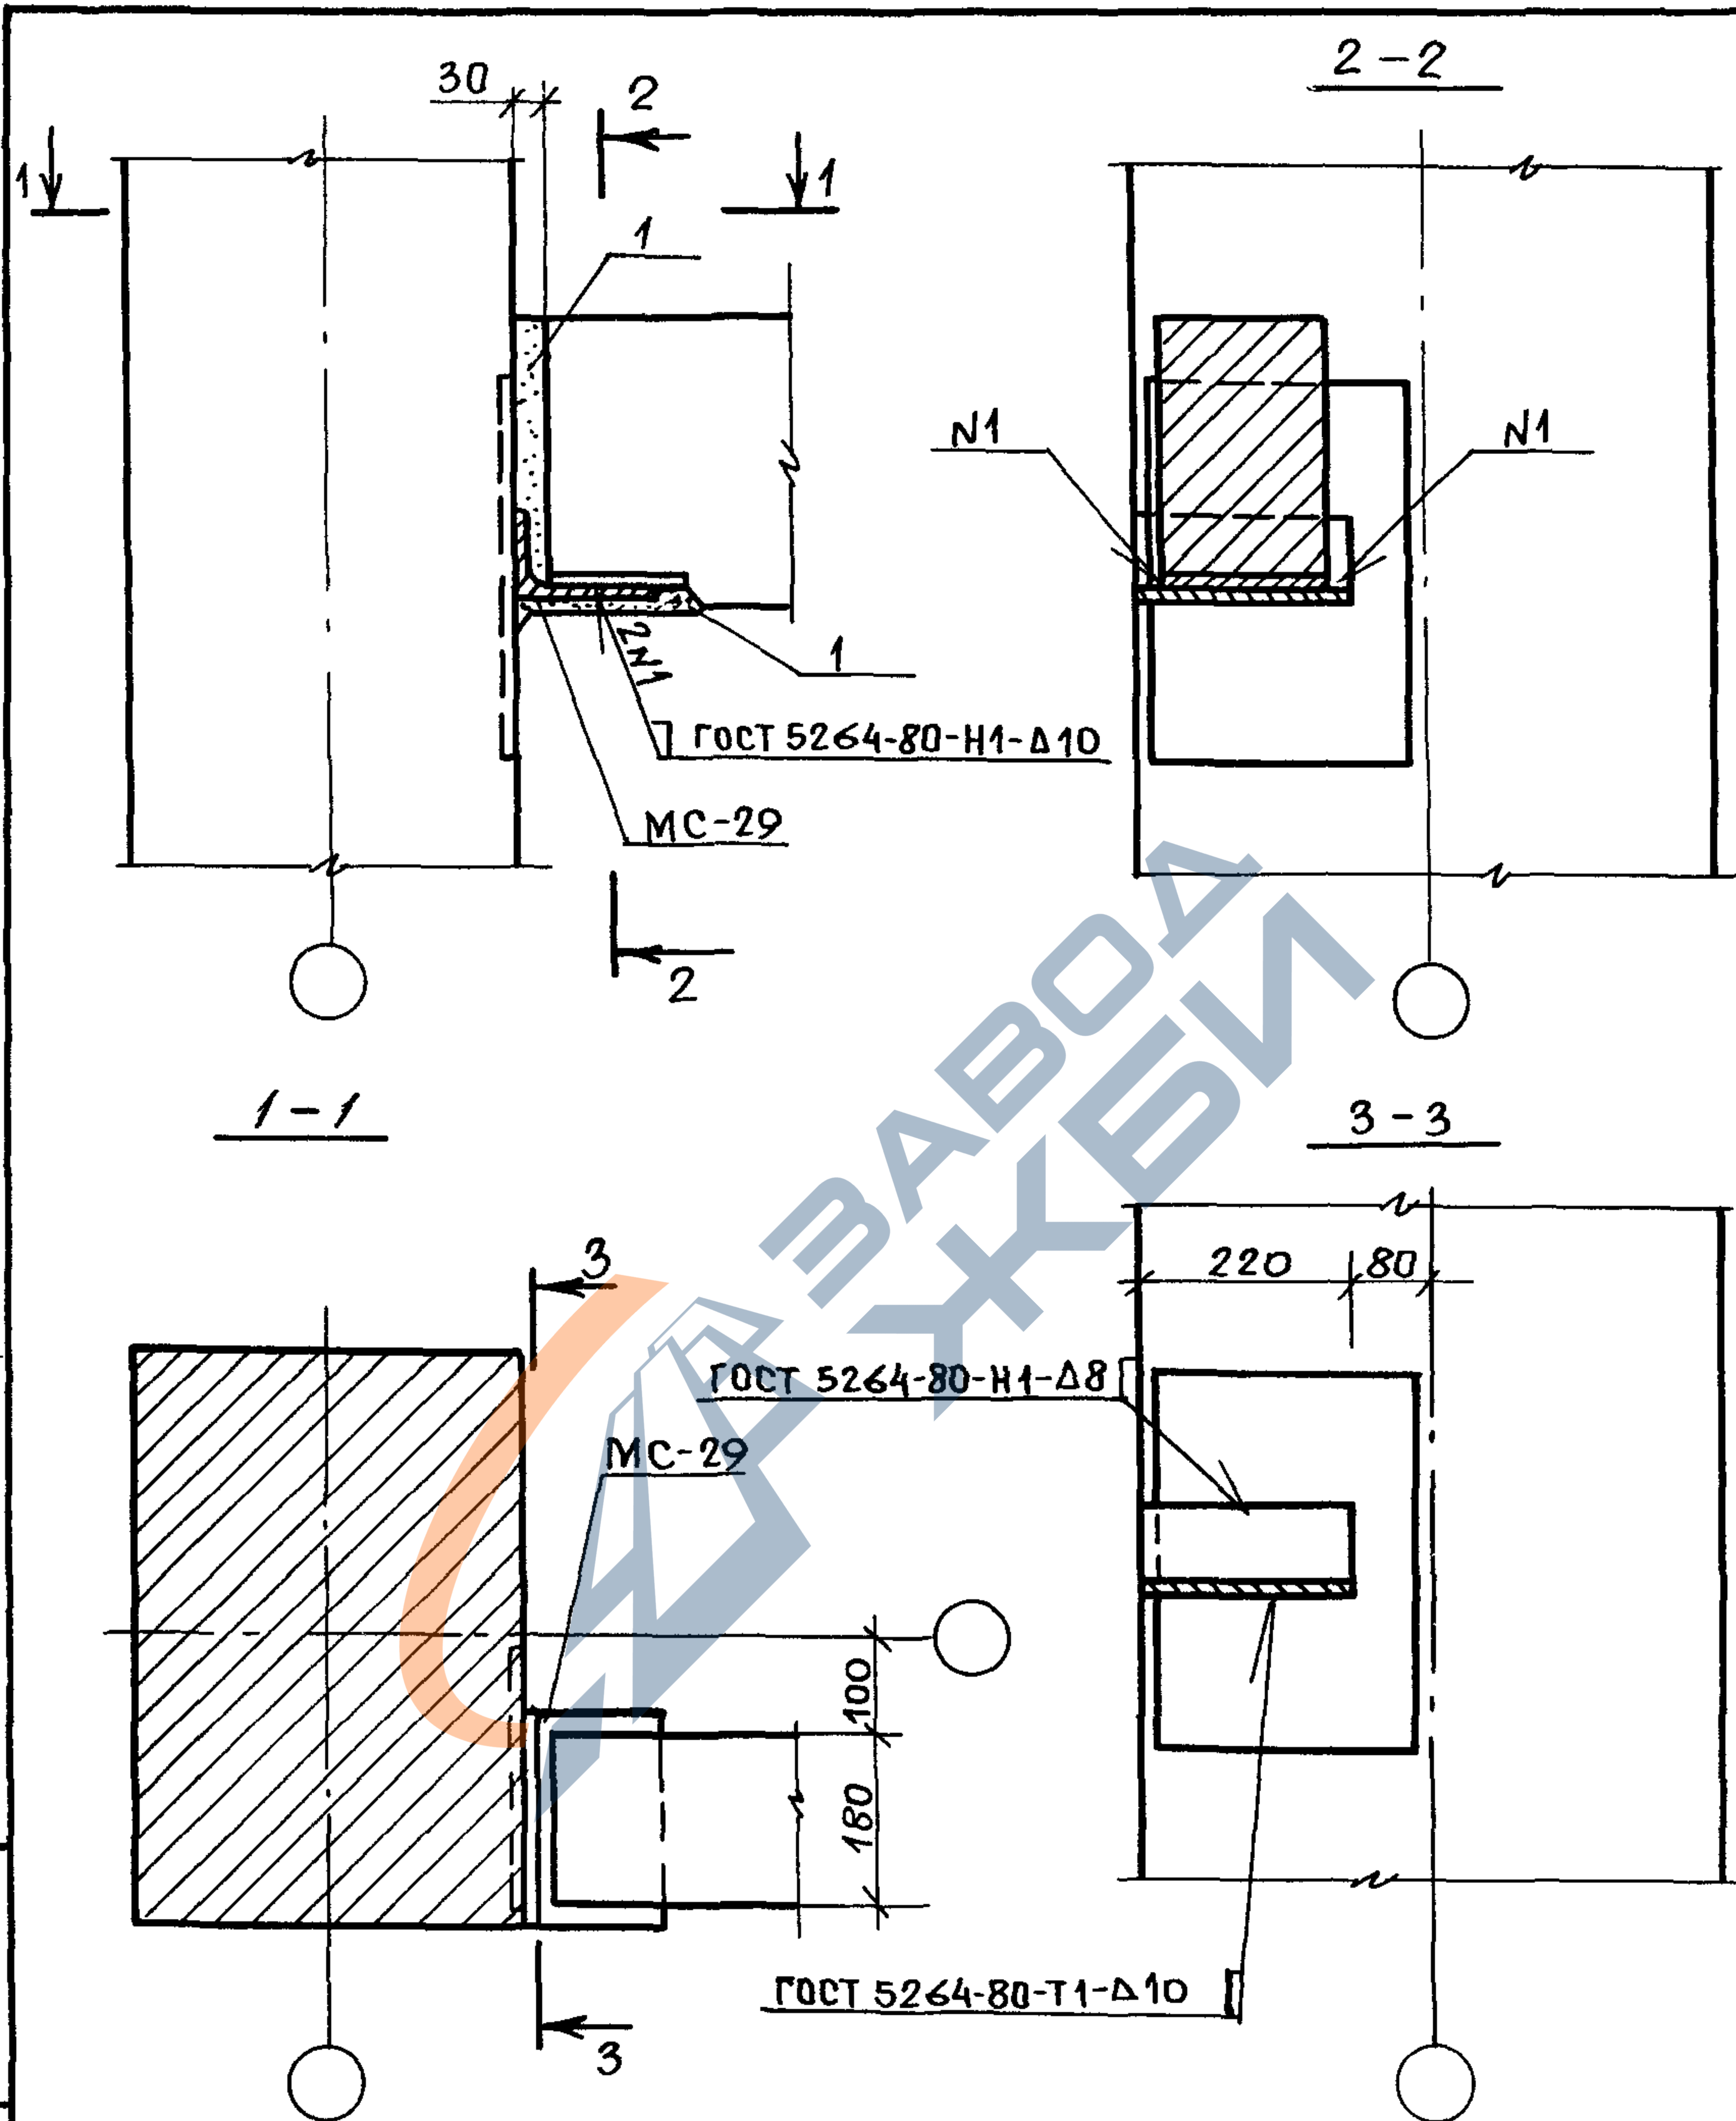 30
2
2-2
1
1
1
N1
N1
1
2N1
ГОСТ 5264-80-Н1-Δ10
МС-29
2
1-1
3-3
3
220
80
ГОСТ 5264-80-Н1-Δ8
МС-29
100
180
ГОСТ 5264-80-Т1-Δ10
3
ЗАВОД
ЖБИ